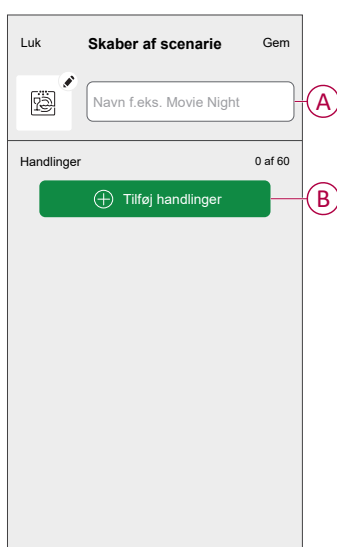 Luk Skaber af scenarie Gem
Navn f.eks. Movie Night A
Handlinger 0 af 60
Tilføj handlinger B